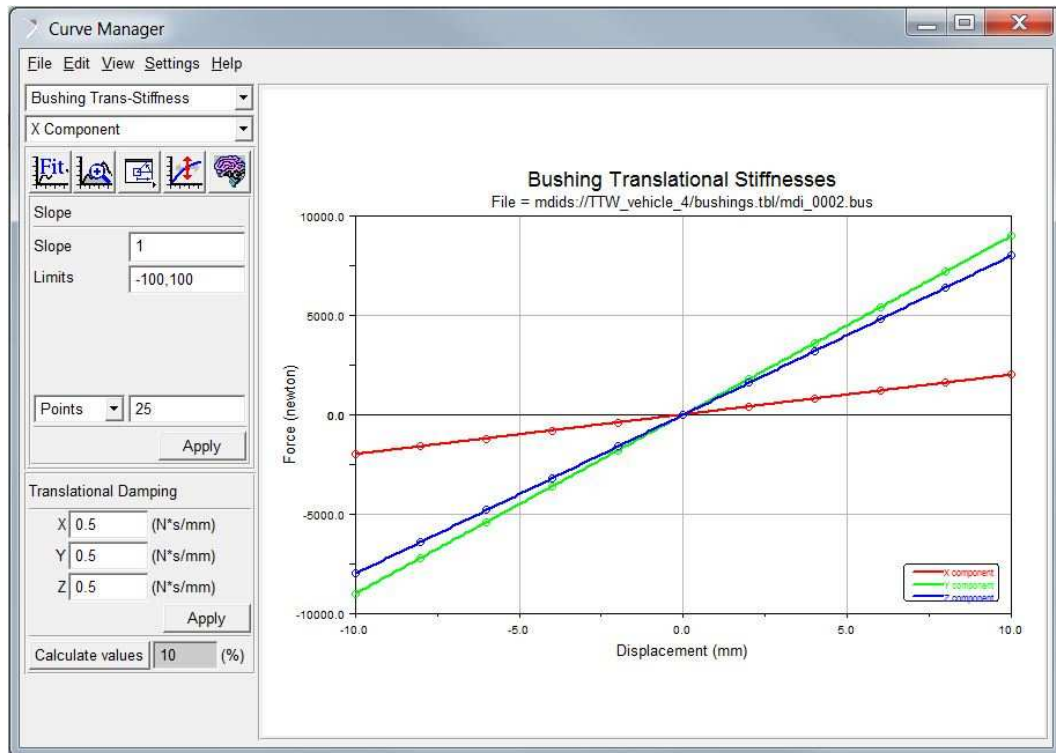 Curve Manager
File Edit View Settings Help
Bushing Trans-Stiffness
X Component
Fit.
Slope
Slope 1
Limits -100,100
Points 25
Apply
Translational Damping
X 0.5 (N*s/mm)
Y 0.5 (N*s/mm)
Z 0.5 (N*s/mm)
Apply
Calculate values 10 (%)
Bushing Translational Stiffnesses
File = mdids://TTW_vehicle_4/bushings.tbl/mdi_0002.bus
10000.0
5000.0
0.0
-5000.0
-10000.0
Force (newton)
-10.0 -5.0 0.0 5.0 10.0
Displacement (mm)
X component
Y component
Z component